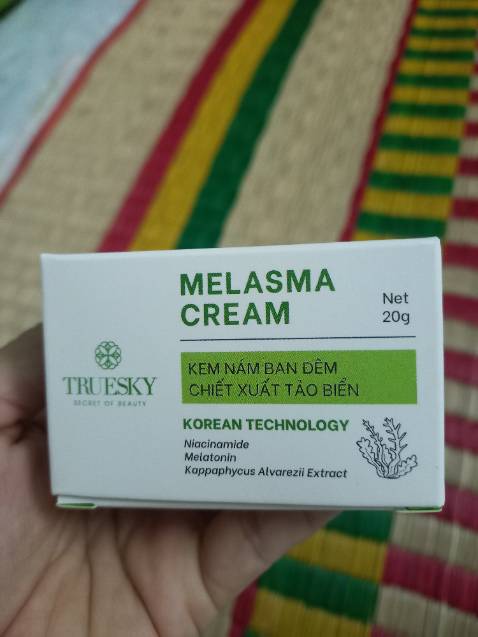 MELASMA
CREAM
Net
20g
TRUESKY
SECRET OF BEAUTY
KEM NÁM BAN ĐÊM
CHIẾT XUẤT TẢO BIỂN
KOREAN TECHNOLOGY
Niacinamide
Melatonin
Kappaphycus Alvarezii Extract